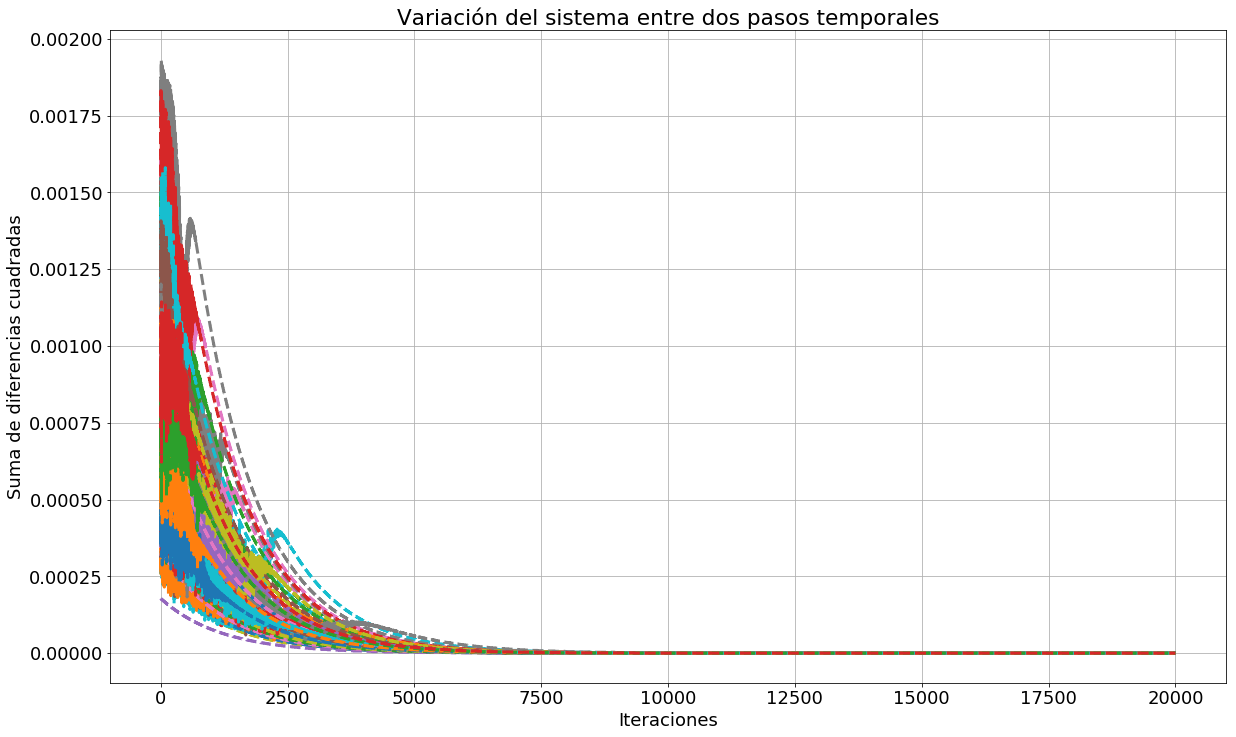 Variación del sistema entre dos pasos temporales
0.00200
0.00175
0.00150
0.00125
0.00100
0.00075
0.00050
0.00025
0.00000
Suma de diferencias cuadradas
0 2500 5000 7500 10000 12500 15000 17500 20000
Iteraciones